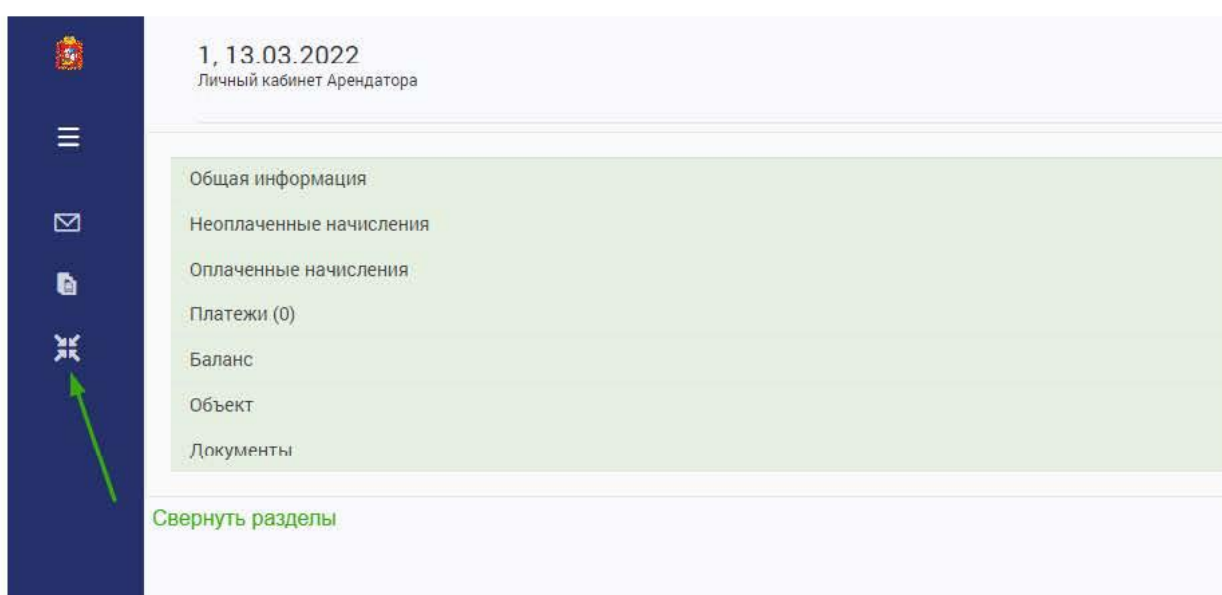 1, 13.03.2022
Личный кабинет Арендатора
Общая информация
Неоплаченные начисления
Оплаченные начисления
Платежи (0)
Баланс
Объект
Документы
Свернуть разделы